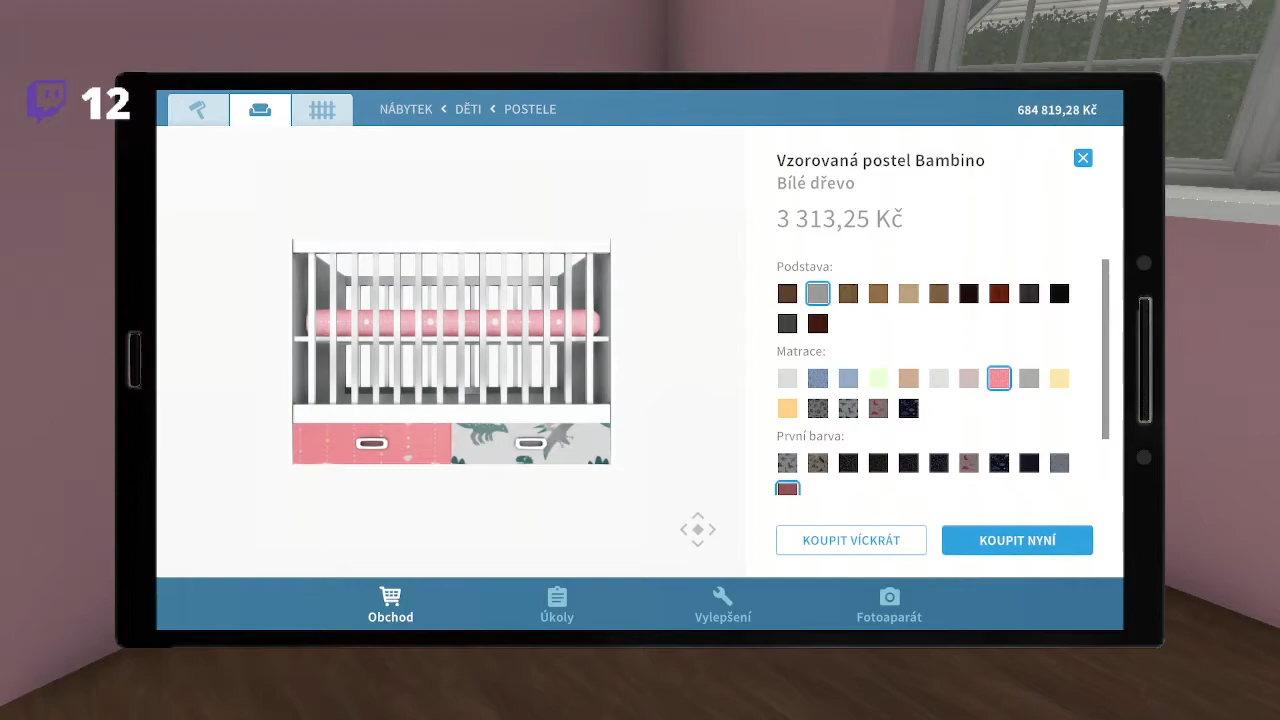 12
NÁBYTEK < DĚTI < POSTELE
684 819,28 Kč
Vzorovaná postel Bambino
Bílé dřevo
3 313,25 Kč
Podstava:
Matrace:
První barva:
KOUPIT VÍCKRÁT
KOUPIT NYNÍ
Obchod
Úkoly
Vylepšení
Fotoaparát